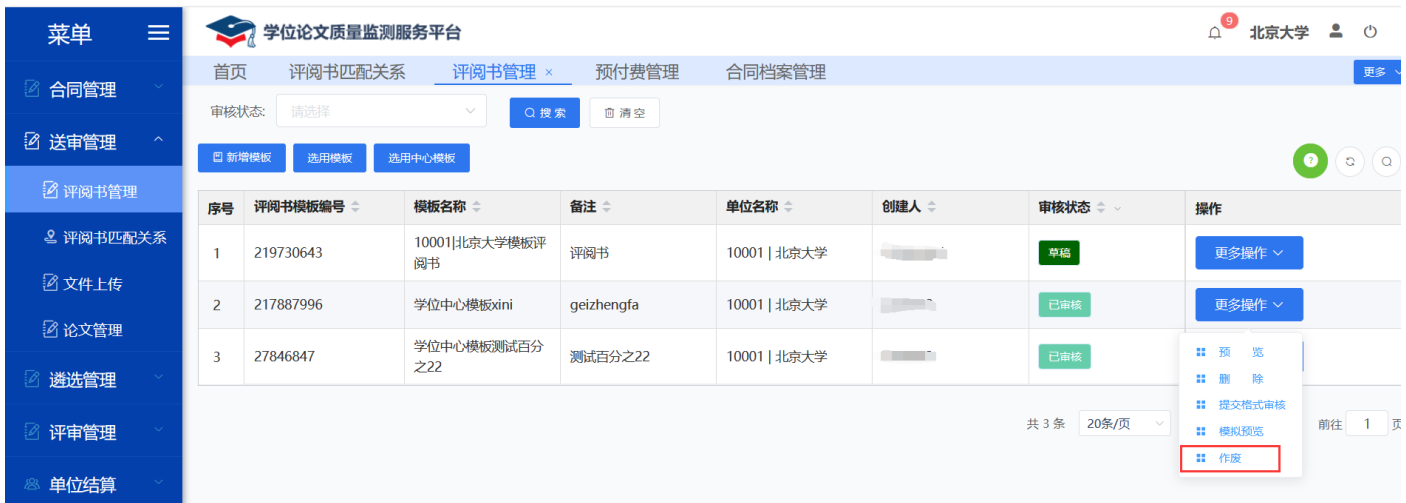 菜单
学位论文质量监测服务平台
9
北京大学
首页 评阅书匹配关系 评阅书管理 × 预付费管理 合同档案管理 更多
合同管理
审核状态: 请选择 搜索 清空
送审管理
新增模板 选用模板 选用中心模板
评阅书管理
序号 评阅书模板编号 模板名称 备注 单位名称 创建人 审核状态 操作
评阅书匹配关系
1 219730643 10001|北京大学模板评 评阅书 10001 | 北京大学 草稿 更多操作
阅书
文件上传
2 217887996 学位中心模板xini geizhengfa 10001 | 北京大学 已审核 更多操作
论文管理
3 27846847 学位中心模板测试百分 测试百分之22 10001 | 北京大学 已审核
之22
预 览
遴选管理
删 除
提交格式审核
共 3 条 20条/页 前往 1 页
评审管理
模拟预览
作废
单位结算